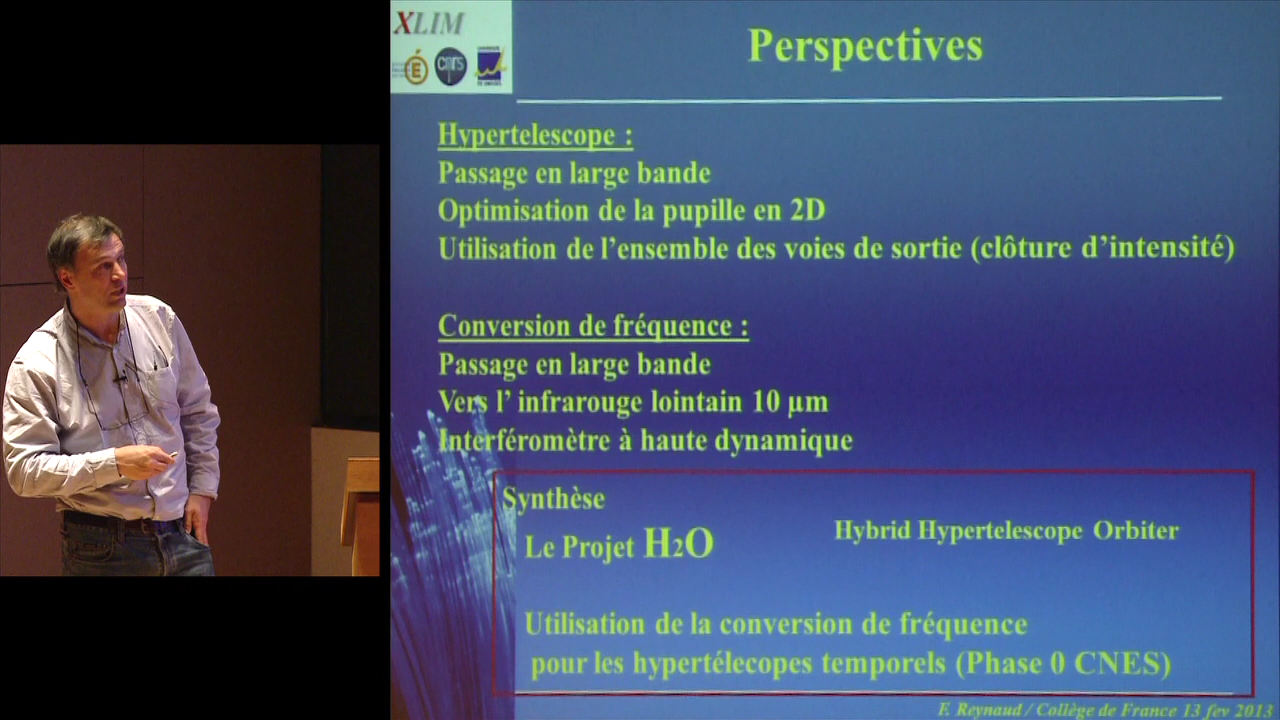 XLIM
CNRS
Perspectives
Hypertelescope :
Passage en large bande
Optimisation de la pupille en 2D
Utilisation de l’ensemble des voies de sortie (clôture d’intensité)
Conversion de fréquence :
Passage en large bande
Vers l’ infrarouge lointain 10 µm
Interféromètre à haute dynamique
Synthèse
Le Projet H2O
Hybrid Hypertelescope Orbiter
Utilisation de la conversion de fréquence
pour les hypertélecopes temporels (Phase 0 CNES)
F. Reynaud / Collège de France 13 fev 2013